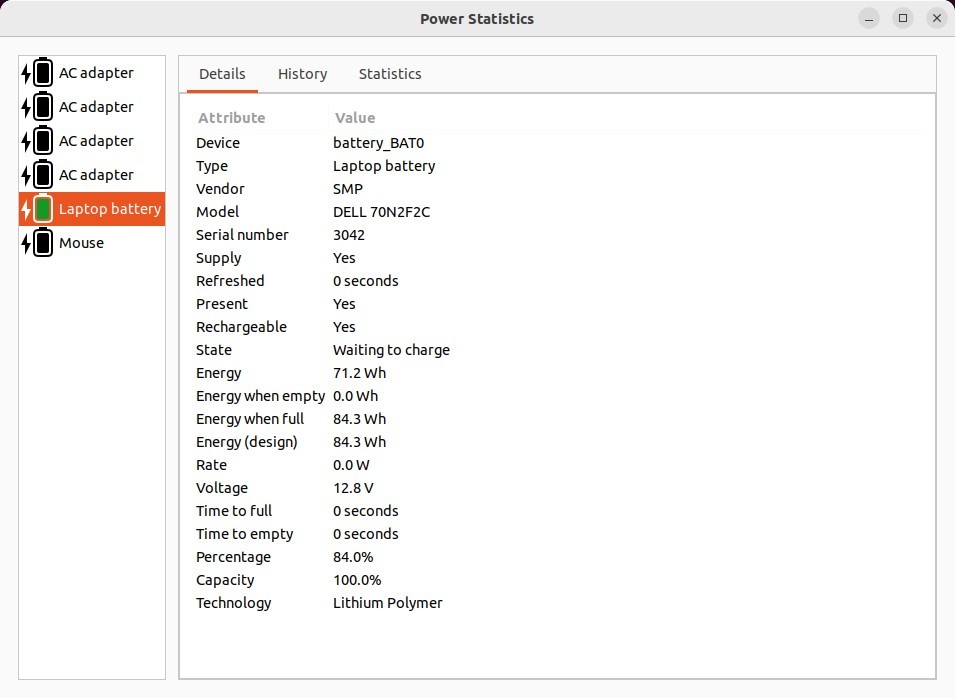 Power Statistics
AC adapter
AC adapter
AC adapter
AC adapter
Laptop battery
Mouse
Details History Statistics
Attribute Value
Device battery_BAT0
Type Laptop battery
Vendor SMP
Model DELL 70N2F2C
Serial number 3042
Supply Yes
Refreshed 0 seconds
Present Yes
Rechargeable Yes
State Waiting to charge
Energy 71.2 Wh
Energy when empty 0.0 Wh
Energy when full 84.3 Wh
Energy (design) 84.3 Wh
Rate 0.0 W
Voltage 12.8 V
Time to full 0 seconds
Time to empty 0 seconds
Percentage 84.0%
Capacity 100.0%
Technology Lithium Polymer